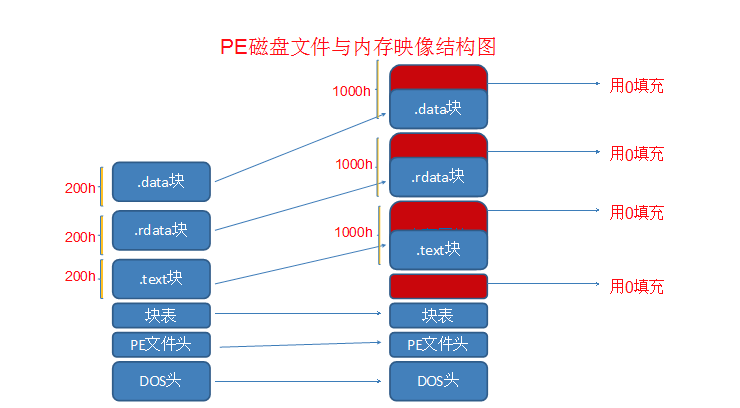 PE磁盘文件与内存映像结构图
1000h
用0填充
.data块
1000h
用0填充
200h
.data块
.rdata块
1000h
用0填充
200h
.rdata块
.text块
200h
.text块
用0填充
块表
块表
PE文件头
PE文件头
DOS头
DOS头